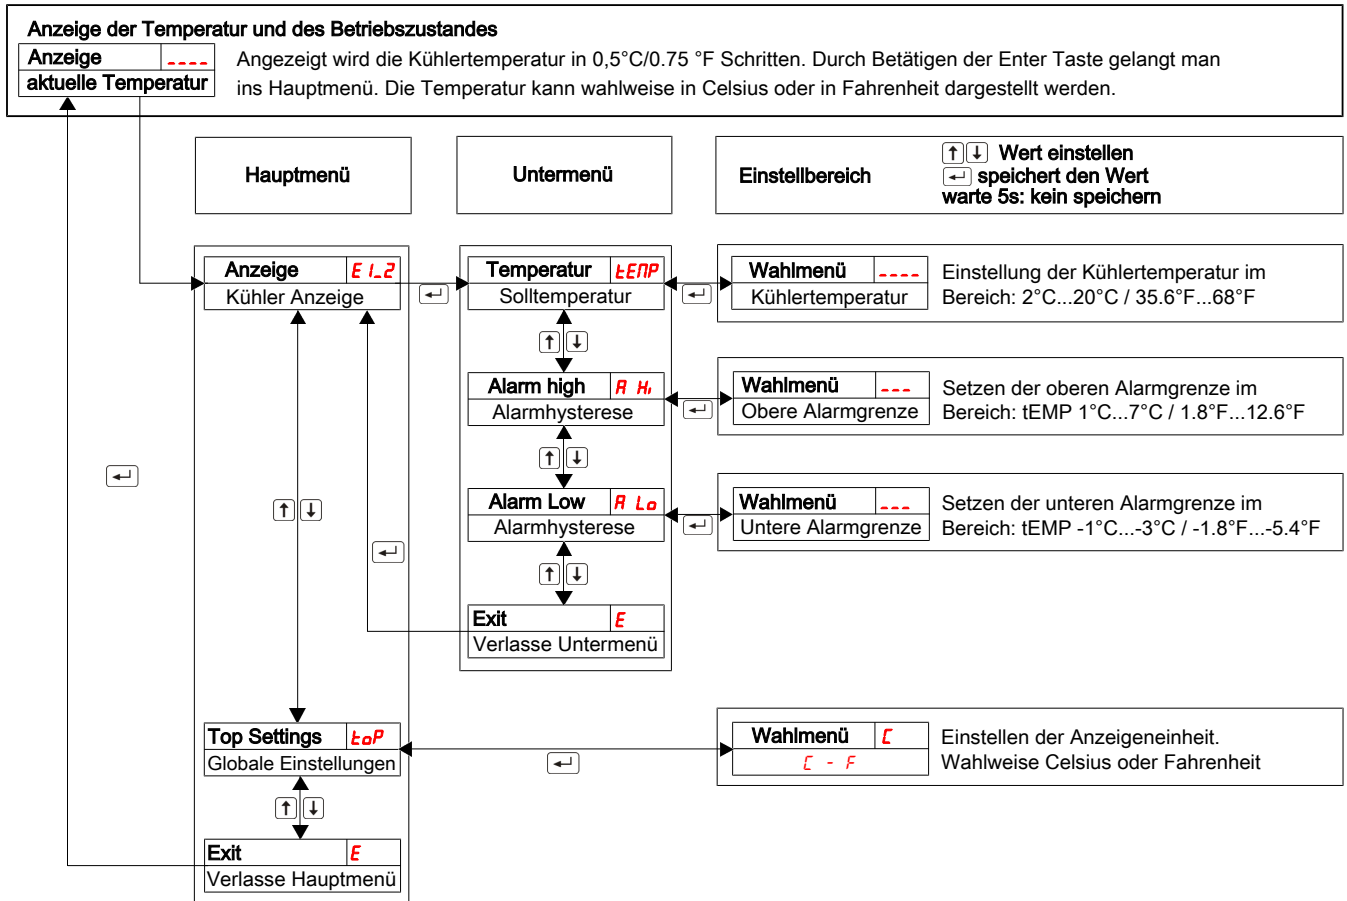 Anzeige der Temperatur und des Betriebszustandes
Anzeige ----
aktuelle Temperatur
Angezeigt wird die Kühlertemperatur in 0,5°C/0.75 °F Schritten. Durch Betätigen der Enter Taste gelangt man
ins Hauptmenü. Die Temperatur kann wahlweise in Celsius oder in Fahrenheit dargestellt werden.
Hauptmenü
Untermenü
Einstellbereich
↑ ↓ Wert einstellen
↵ speichert den Wert
warte 5s: kein speichern
Anzeige E1_2
Kühler Anzeige
↵
Temperatur tEMP
Solltemperatur
↵
Wahlmenü ----
Kühlertemperatur
Einstellung der Kühlertemperatur im
Bereich: 2°C...20°C / 35.6°F...68°F
↑ ↓
Alarm high A Hi
Alarmhysterese
↵
Wahlmenü ---
Obere Alarmgrenze
Setzen der oberen Alarmgrenze im
Bereich: tEMP 1°C...7°C / 1.8°F...12.6°F
↵
↑ ↓
↑ ↓
Alarm Low A Lo
Alarmhysterese
↵
Wahlmenü ---
Untere Alarmgrenze
Setzen der unteren Alarmgrenze im
Bereich: tEMP -1°C...-3°C / -1.8°F...-5.4°F
↵
↑ ↓
Exit E
Verlasse Untermenü
Top Settings toP
Globale Einstellungen
↵
Wahlmenü C
C - F
Einstellen der Anzeigeneinheit.
Wahlweise Celsius oder Fahrenheit
↑ ↓
Exit E
Verlasse Hauptmenü